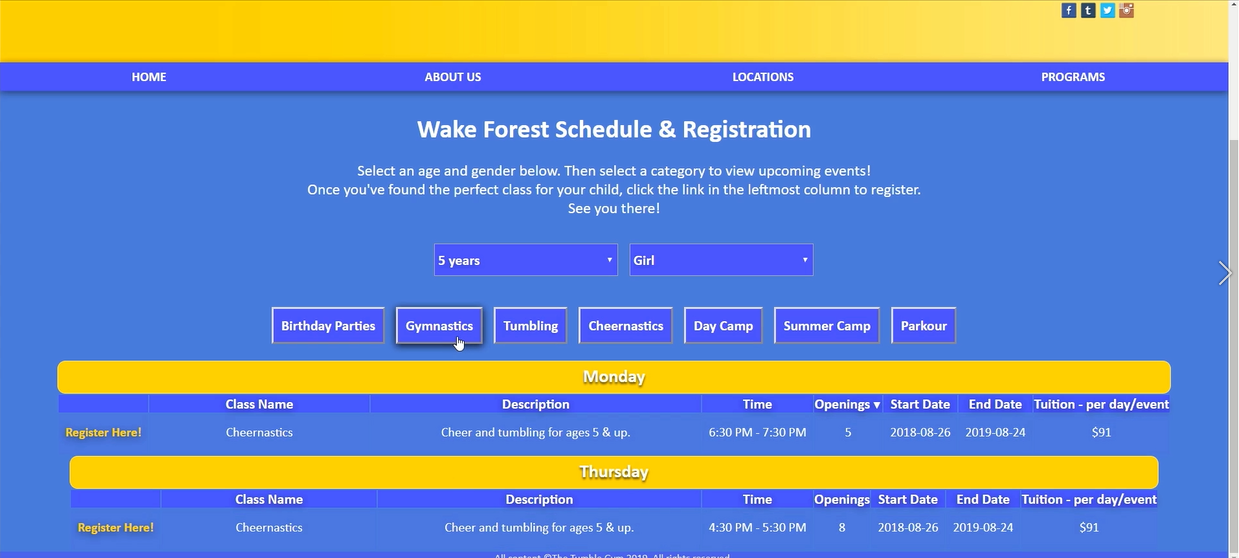 HOME ABOUT US LOCATIONS PROGRAMS
Wake Forest Schedule & Registration
Select an age and gender below. Then select a category to view upcoming events!
Once you've found the perfect class for your child, click the link in the leftmost column to register.
See you there!
5 years Girl
Birthday Parties Gymnastics Tumbling Cheernastics Day Camp Summer Camp Parkour
Monday
Class Name Description Time Openings ▾ Start Date End Date Tuition - per day/event
Register Here! Cheernastics Cheer and tumbling for ages 5 & up. 6:30 PM - 7:30 PM 5 2018-08-26 2019-08-24 $91
Thursday
Class Name Description Time Openings Start Date End Date Tuition - per day/event
Register Here! Cheernastics Cheer and tumbling for ages 5 & up. 4:30 PM - 5:30 PM 8 2018-08-26 2019-08-24 $91
All content ©The Tumble Gym 2019. All rights reserved.